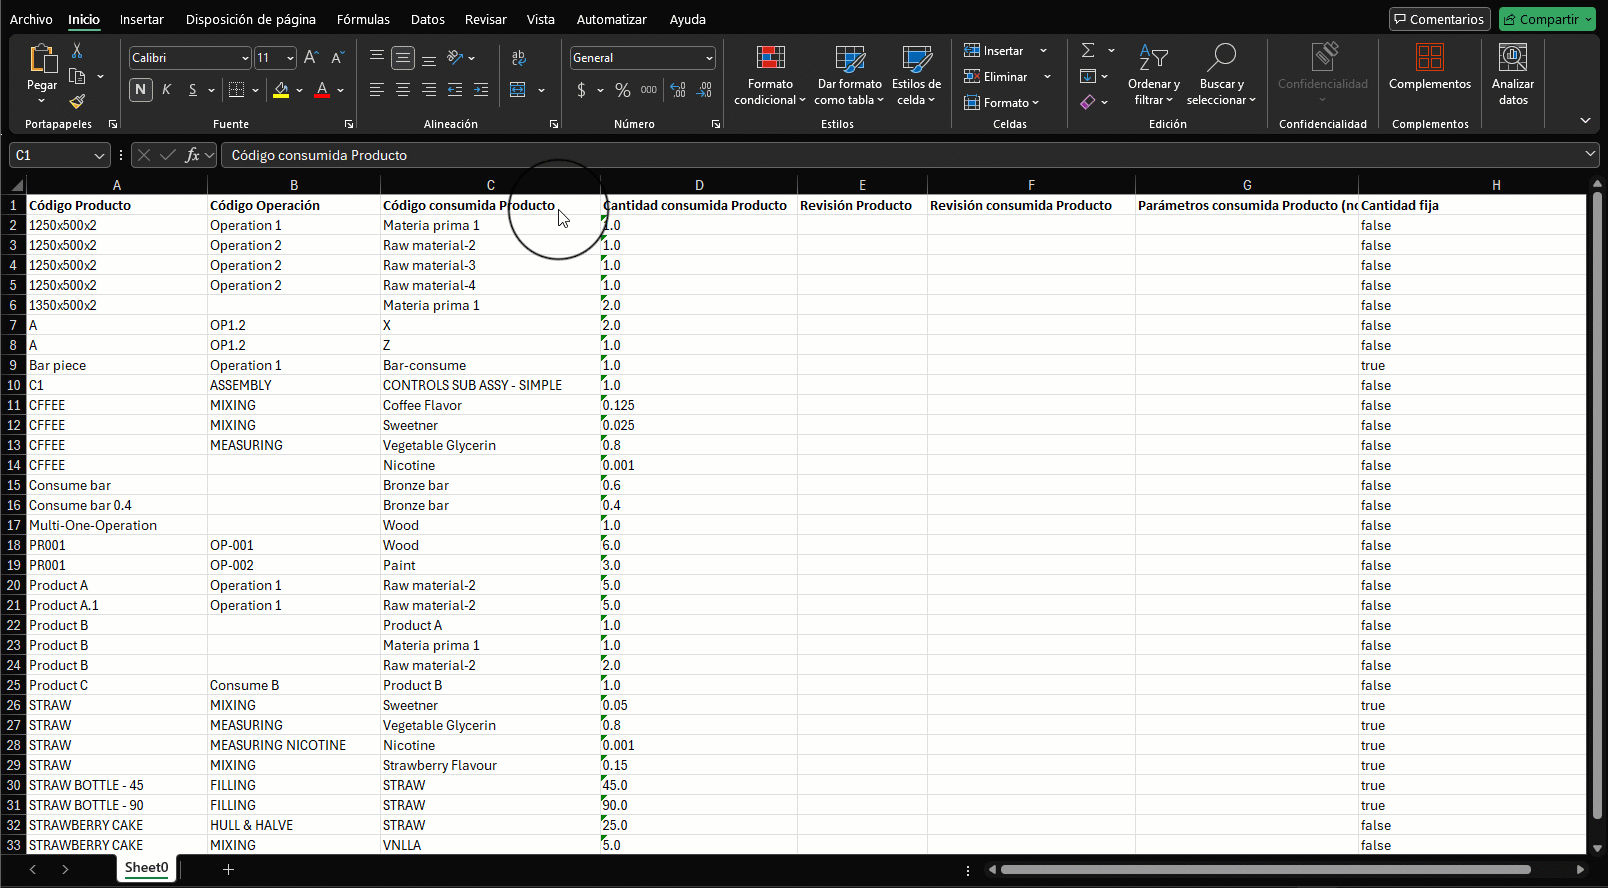 Archivo Inicio Insertar Disposición de página Fórmulas Datos Revisar Vista Automatizar Ayuda Comentarios Compartir
Pegar
Portapapeles
Calibri 11
N K S A
Fuente
ab
Alineación
General
$ % 000
Número
Formato condicional
Dar formato como tabla
Estilos de celda
Estilos
Insertar
Eliminar
Formato
Celdas
Ordenar y filtrar
Buscar y seleccionar
Edición
Confidencialidad
Confidencialidad
Complementos
Complementos
Analizar datos
C1 fx Código consumida Producto
A B C D E F G H
1 Código Producto Código Operación Código consumida Producto Cantidad consumida Producto Revisión Producto Revisión consumida Producto Parámetros consumida Producto (no Cantidad fija
2 1250x500x2 Operation 1 Materia prima 1 1.0 false
3 1250x500x2 Operation 2 Raw material-2 1.0 false
4 1250x500x2 Operation 2 Raw material-3 1.0 false
5 1250x500x2 Operation 2 Raw material-4 1.0 false
6 1350x500x2 Materia prima 1 2.0 false
7 A OP1.2 X 2.0 false
8 A OP1.2 Z 1.0 false
9 Bar piece Operation 1 Bar-consume 1.0 true
10 C1 ASSEMBLY CONTROLS SUB ASSY - SIMPLE 1.0 false
11 CFFEE MIXING Coffee Flavor 0.125 false
12 CFFEE MIXING Sweetner 0.025 false
13 CFFEE MEASURING Vegetable Glycerin 0.8 false
14 CFFEE Nicotine 0.001 false
15 Consume bar Bronze bar 0.6 false
16 Consume bar 0.4 Bronze bar 0.4 false
17 Multi-One-Operation Wood 1.0 false
18 PR001 OP-001 Wood 6.0 false
19 PR001 OP-002 Paint 3.0 false
20 Product A Operation 1 Raw material-2 5.0 false
21 Product A.1 Operation 1 Raw material-2 5.0 false
22 Product B Product A 1.0 false
23 Product B Materia prima 1 1.0 false
24 Product B Raw material-2 2.0 false
25 Product C Consume B Product B 1.0 false
26 STRAW MIXING Sweetner 0.05 true
27 STRAW MEASURING Vegetable Glycerin 0.8 true
28 STRAW MEASURING NICOTINE Nicotine 0.001 true
29 STRAW MIXING Strawberry Flavour 0.15 true
30 STRAW BOTTLE - 45 FILLING STRAW 45.0 true
31 STRAW BOTTLE - 90 FILLING STRAW 90.0 true
32 STRAWBERRY CAKE HULL & HALVE STRAW 25.0 false
33 STRAWBERRY CAKE MIXING VNLLA 5.0 false
Sheet0